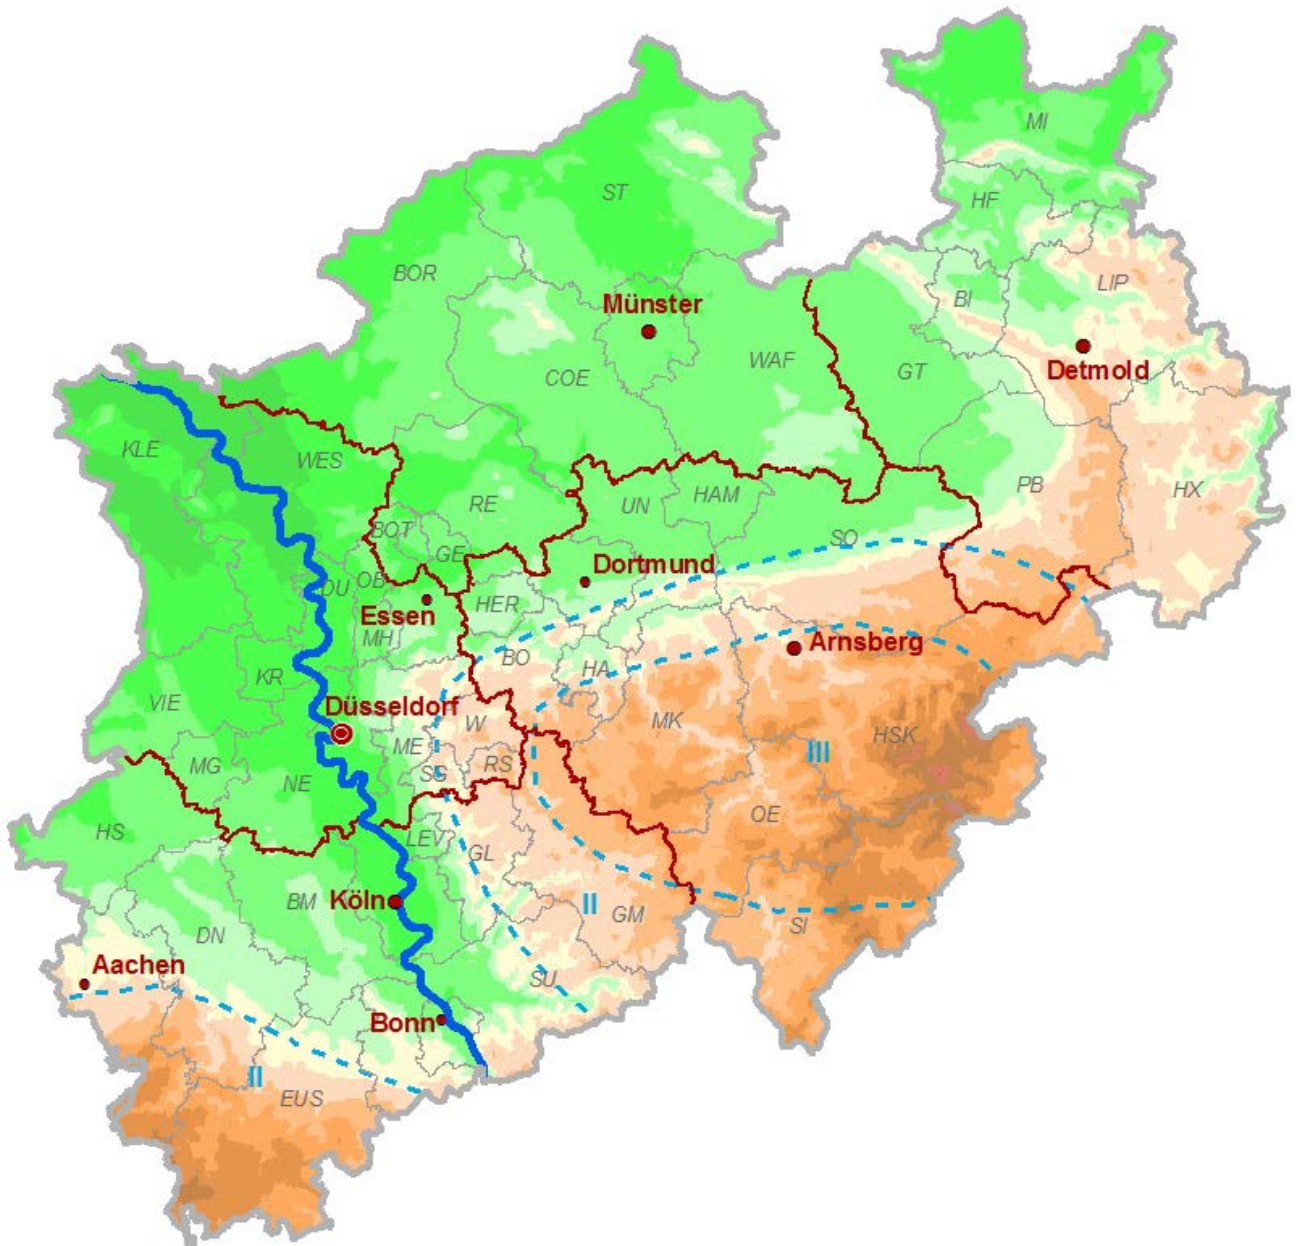 MI
ST
HF
BOR
LIP
BI
Münster
WAF
GT
Detmold
COE
KLE
WES
PB
HX
RE
UN
HAM
BOT
SO
GE
Dortmund
DU
OB
Essen
HER
MH
Arnsberg
BO
HA
KR
VIE
Düsseldorf
W
MK
HSK
ME
III
MG
RS
SG
NE
OE
HS
LEV
GL
BM
Köln
II
GM
SI
DN
Aachen
SU
Bonn
II
EUS